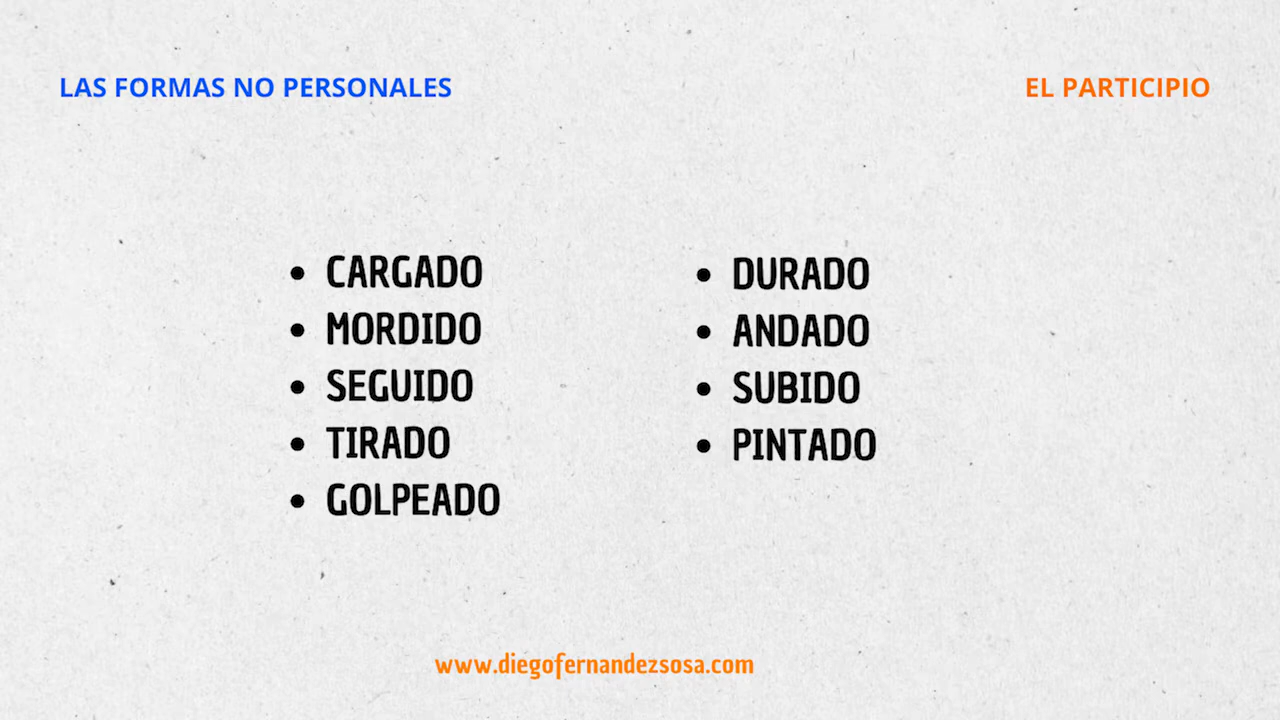 LAS FORMAS NO PERSONALES
EL PARTICIPIO
• CARGADO
• MORDIDO
• SEGUIDO
• TIRADO
• GOLPEADO
• DURADO
• ANDADO
• SUBIDO
• PINTADO
www.diegofernandezsosa.com